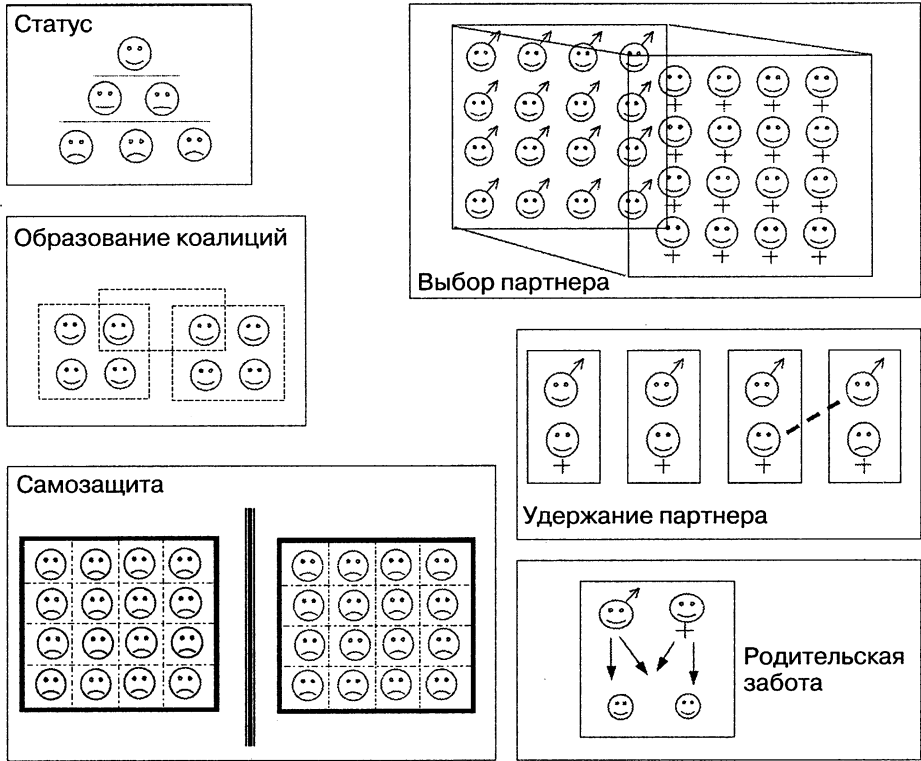 Статус
Выбор партнера
Образование коалиций
Удержание партнера
Самозащита
Родительская
забота